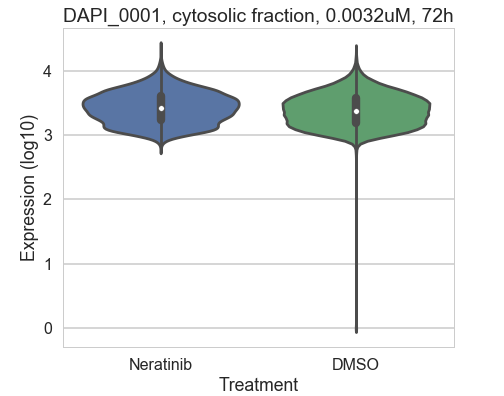 DAPI_0001, cytosolic fraction, 0.0032uM, 72h
Expression (log10)
4
3
2
1
0
Neratinib
DMSO
Treatment